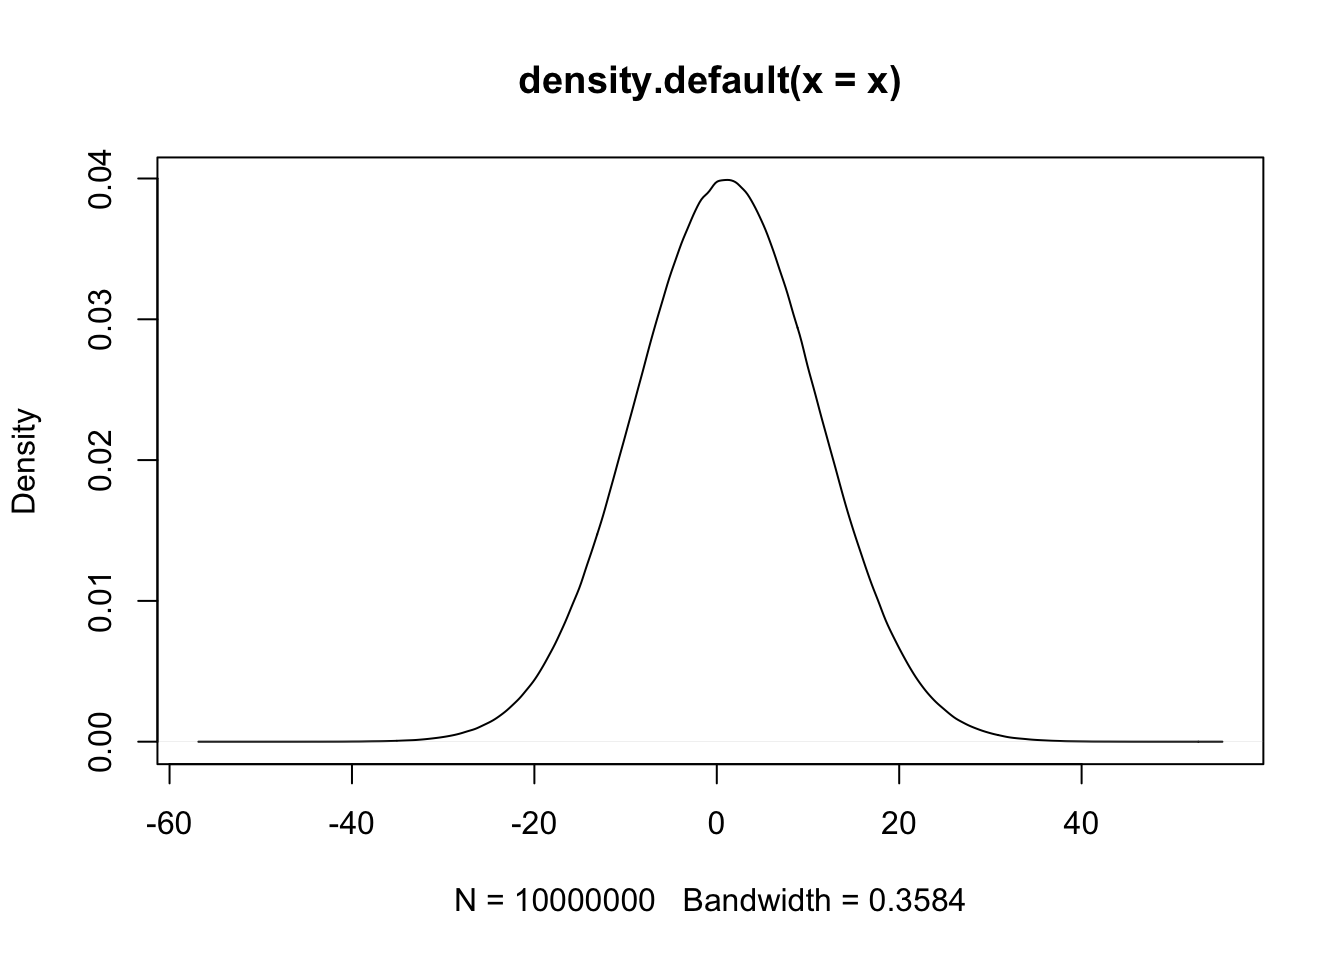 density.default(x = x)
Density
0.04
0.03
0.02
0.01
0.00
-60 -40 -20 0 20 40
N = 10000000 Bandwidth = 0.3584